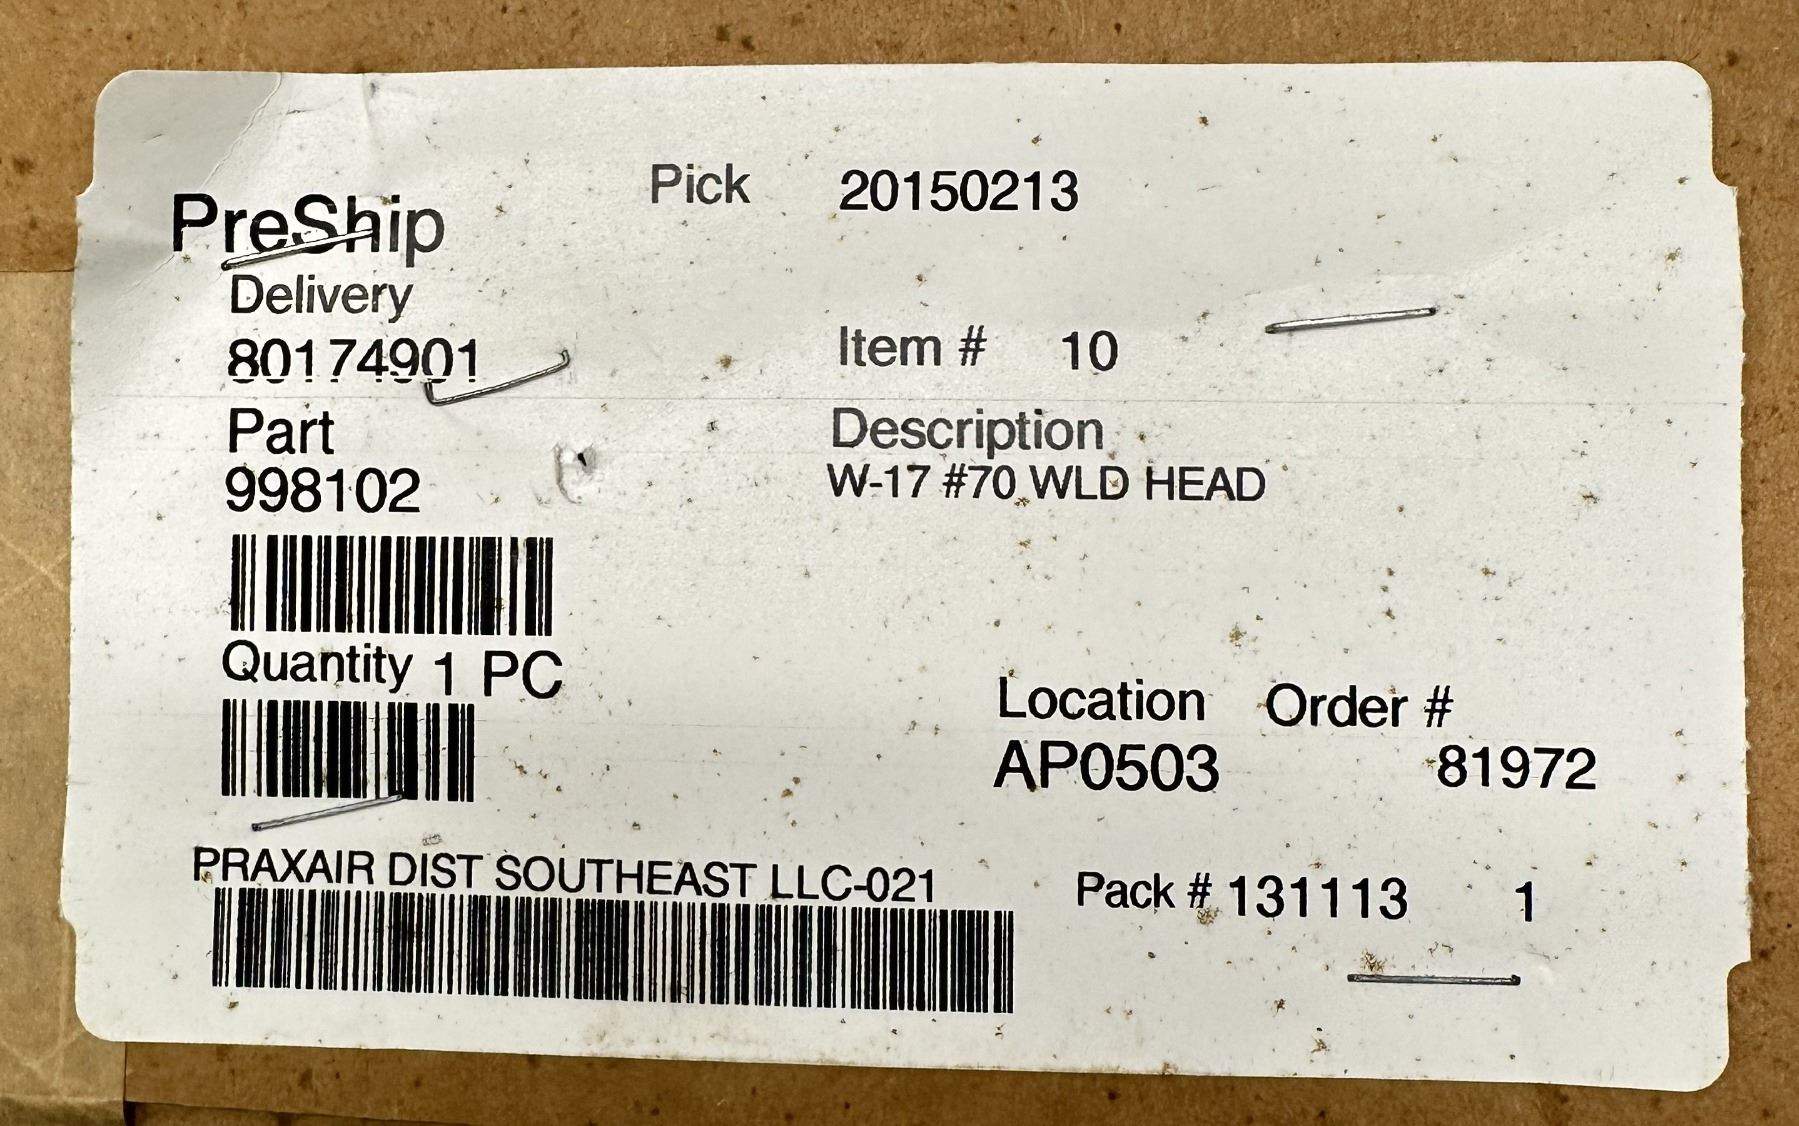 PreShip
Pick 20150213
Delivery
80174901
Item # 10
Part
998102
Description
W-17 #70 WLD HEAD
Quantity 1 PC
Location Order #
AP0503 81972
PRAXAIR DIST SOUTHEAST LLC-021
Pack # 131113 1